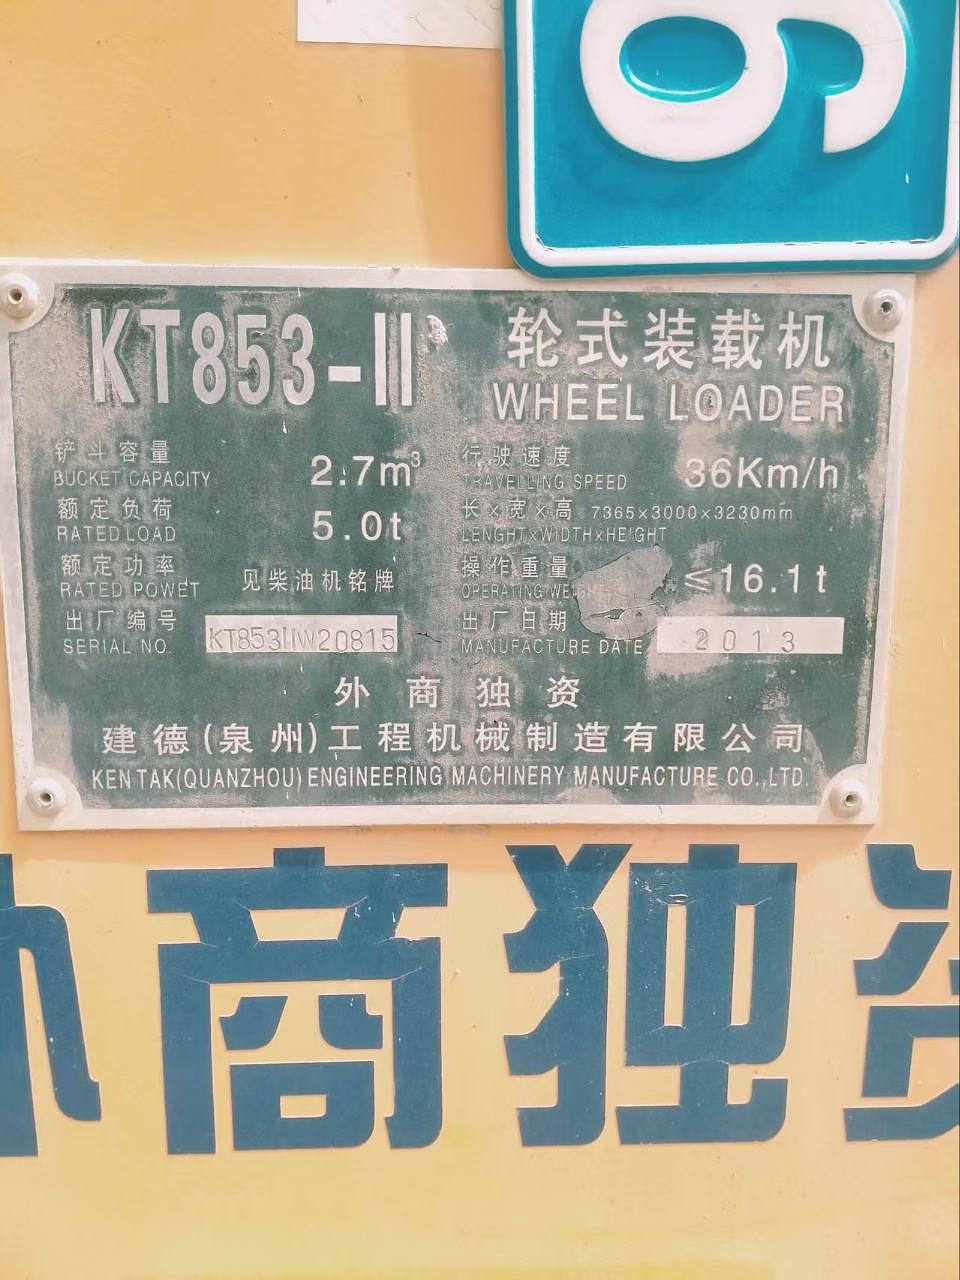 KT853-II
轮式装载机
WHEEL LOADER
铲斗容量
BUCKET CAPACITY
2.7m³
额定负荷
RATED LOAD
5.0t
额定功率
RATED POWET
见柴油机铭牌
出厂编号
SERIAL NO.
KT853IIW20815
行驶速度
TRAVELLING SPEED
36Km/h
长×宽×高 7365×3000×3230mm
LENGHT×WIDTH×HEIGHT
操作重量
OPERATING
≤16.1t
出厂日期
MANUFACTURE DATE
2013
外商独资
建德(泉州)工程机械制造有限公司
KENTAK(QUANZHOU)ENGINEERING MACHINERY MANUFACTURE CO.,LTD.
外商独资